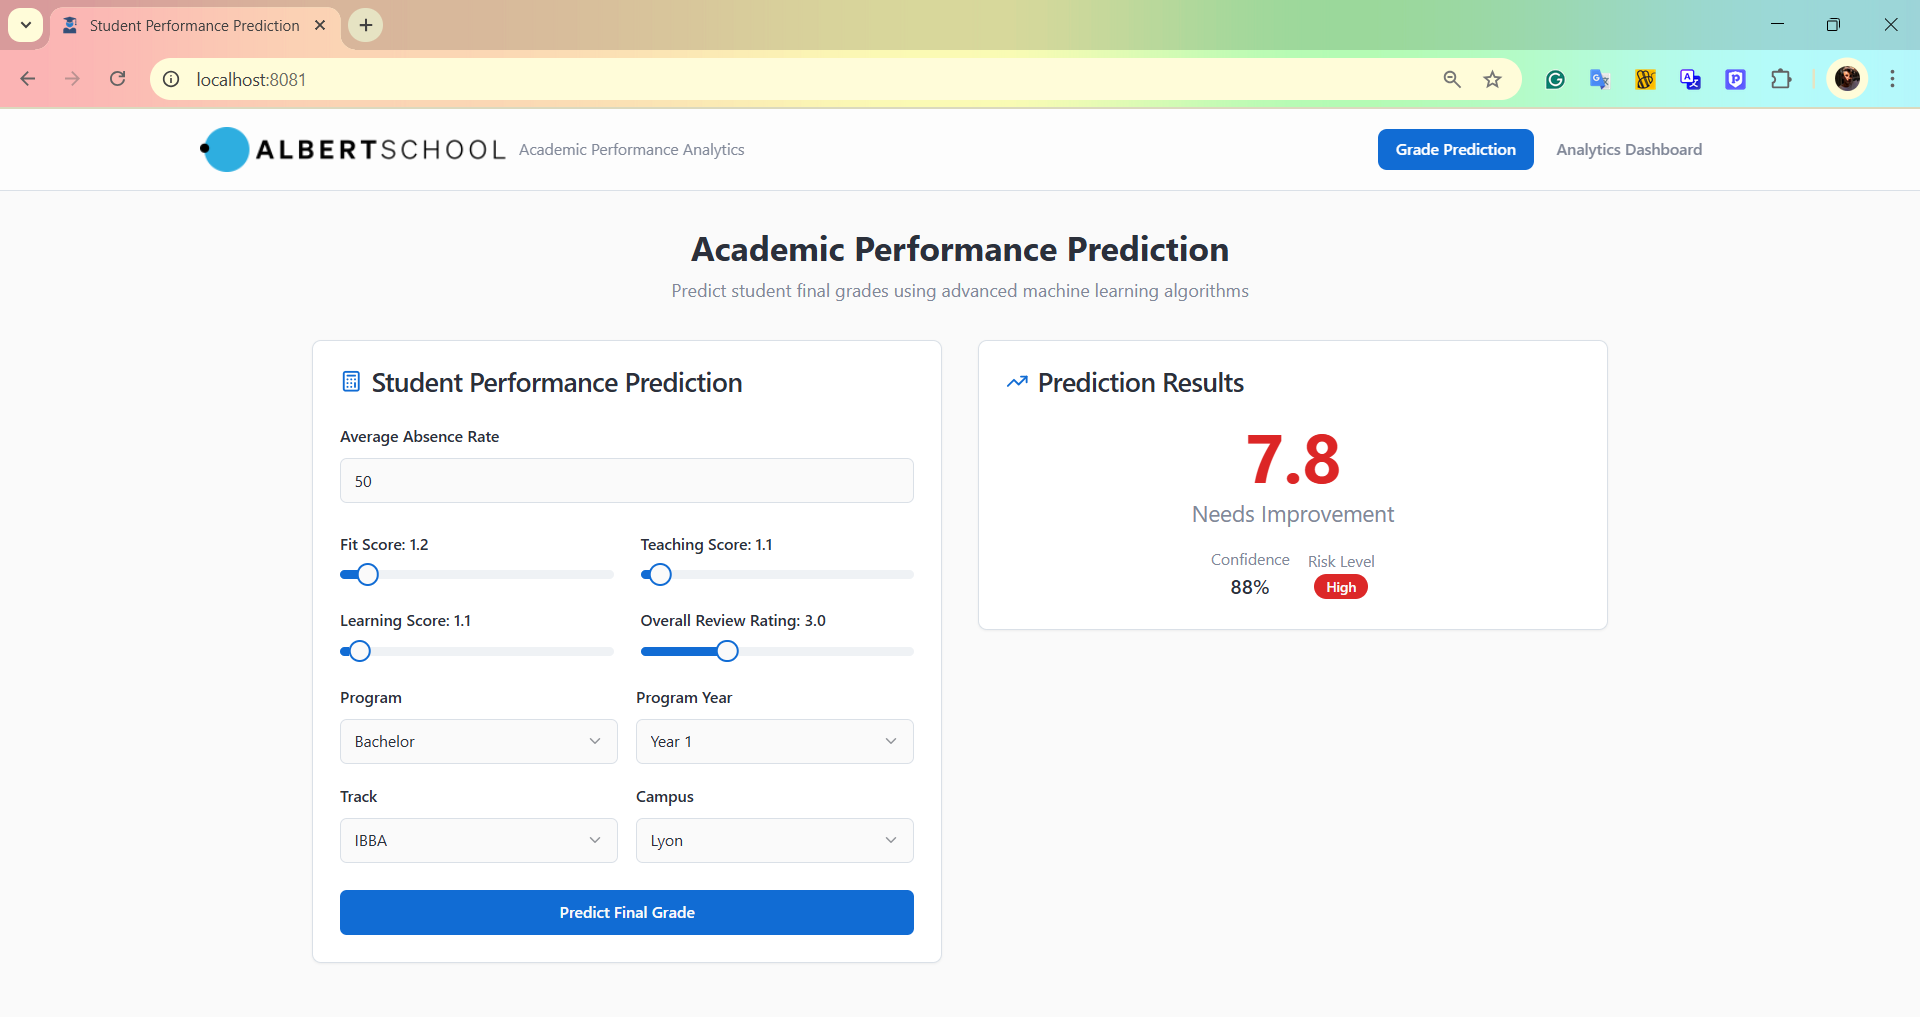 Student Performance Prediction
localhost:8081
ALBERTSCHOOL Academic Performance Analytics
Grade Prediction
Analytics Dashboard
Academic Performance Prediction
Predict student final grades using advanced machine learning algorithms
Student Performance Prediction
Average Absence Rate
50
Fit Score: 1.2
Teaching Score: 1.1
Learning Score: 1.1
Overall Review Rating: 3.0
Program
Program Year
Bachelor
Year 1
Track
Campus
IBBA
Lyon
Predict Final Grade
Prediction Results
7.8
Needs Improvement
Confidence
Risk Level
88%
High